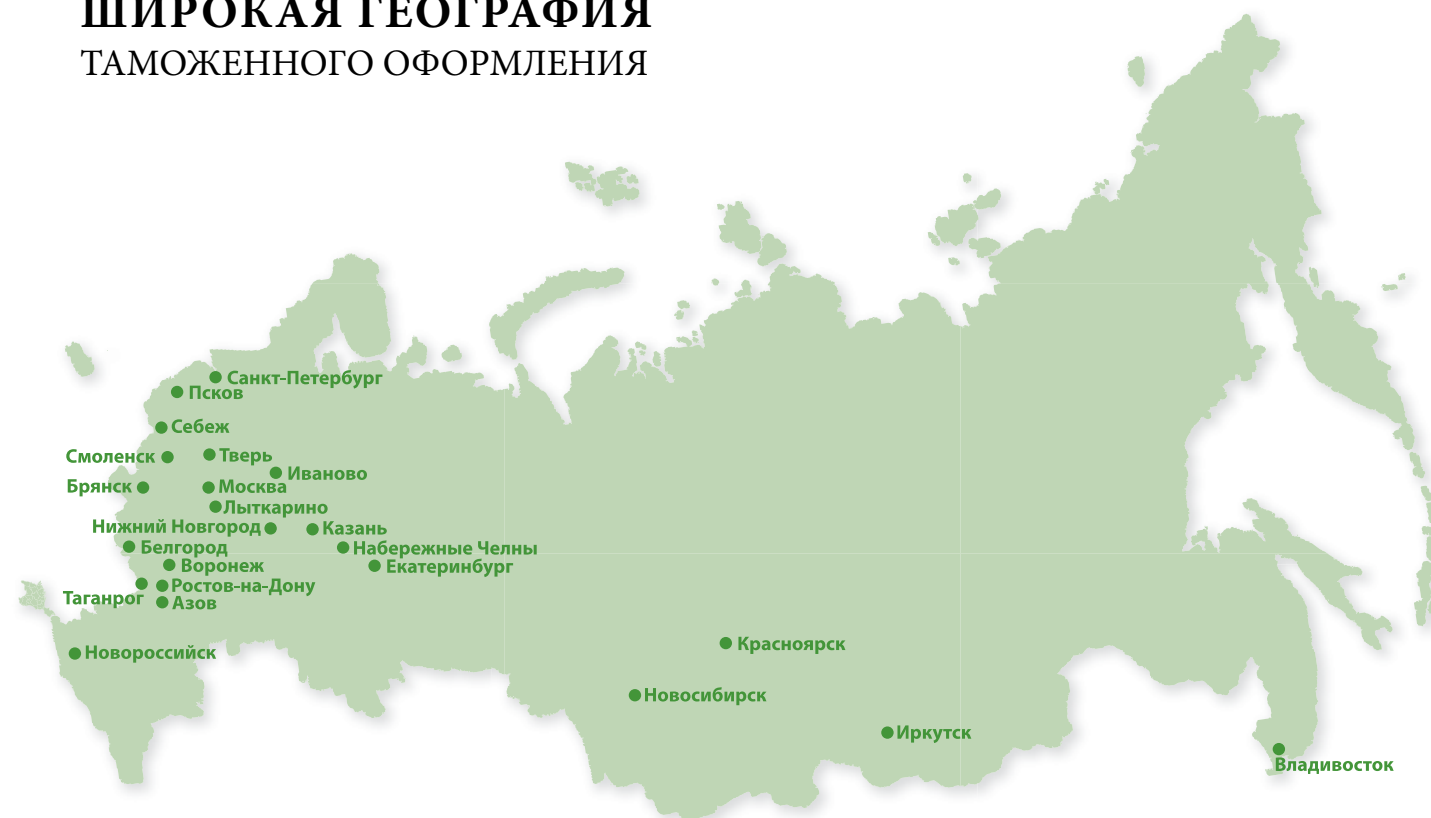 ШИРОКАЯ ГЕОГРАФИЯ
ТАМОЖЕННОГО ОФОРМЛЕНИЯ
Санкт-Петербург
Псков
Себеж
Смоленск
Тверь
Иваново
Брянск
Москва
Лыткарино
Нижний Новгород
Казань
Белгород
Набережные Челны
Воронеж
Екатеринбург
Ростов-на-Дону
Таганрог
Азов
Новороссийск
Красноярск
Новосибирск
Иркутск
Владивосток